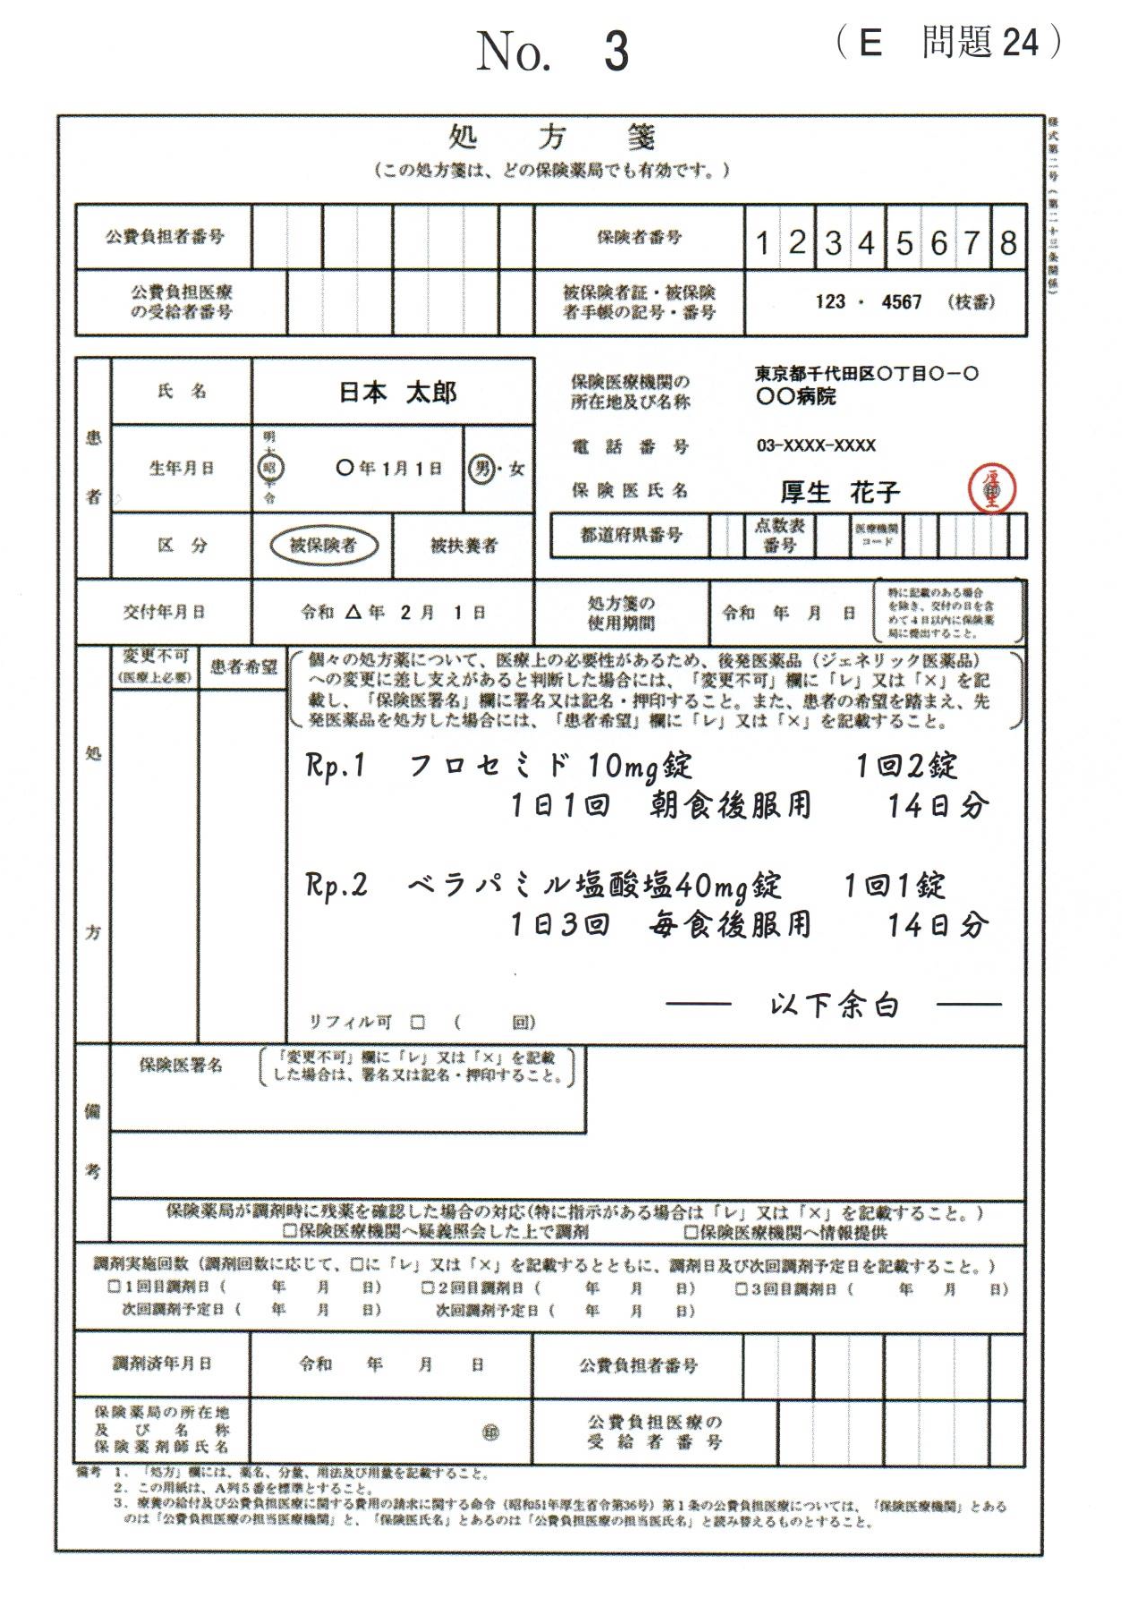 No. 3
(E 問題24)
様式第二号(第二十三条関係)
処方箋
(この処方箋は、どの保険薬局でも有効です。)
公費負担者番号
保険者番号 1 2 3 4 5 6 7 8
公費負担医療の受給者番号
被保険者証・被保険者手帳の記号・番号 123 ・ 4567 (枝番)
患者
氏名 日本 太郎
生年月日 明大昭平令 〇年1月1日 男・女
区分 被保険者 被扶養者
保険医療機関の所在地及び名称 東京都千代田区〇丁目〇-〇
〇〇病院
電話番号 03-XXXX-XXXX
保険医氏名 厚生 花子 印 厚生
都道府県番号 点数表番号 医療機関コード
交付年月日 令和 △ 年 2 月 1 日
処方箋の使用期間 令和 年 月 日
特に記載のある場合
を除き、交付の日を含
めて4日以内に保険薬
局に提出すること。
処方
変更不可
(医療上必要)
患者希望
個々の処方薬について、医療上の必要性があるため、後発医薬品(ジェネリック医薬品)
への変更に差し支えがあると判断した場合には、「変更不可」欄に「レ」又は「×」を記
載し、「保険医署名」欄に署名又は記名・押印すること。また、患者の希望を踏まえ、先
発医薬品を処方した場合には、「患者希望」欄に「レ」又は「×」を記載すること。
Rp.1 フロセミド 10mg錠 1回2錠
1日1回 朝食後服用 14日分
Rp.2 ベラパミル塩酸塩40mg錠 1回1錠
1日3回 毎食後服用 14日分
―― 以下余白 ――
リフィル可 □ ( 回)
備考
保険医署名
「変更不可」欄に「レ」又は「×」を記載
した場合は、署名又は記名・押印すること。
保険薬局が調剤時に残薬を確認した場合の対応(特に指示がある場合は「レ」又は「×」を記載すること。)
□保険医療機関へ疑義照会した上で調剤 □保険医療機関へ情報提供
調剤実施回数(調剤回数に応じて、□に「レ」又は「×」を記載するとともに、調剤日及び次回調剤予定日を記載すること。)
□1回目調剤日( 年 月 日) □2回目調剤日( 年 月 日) □3回目調剤日( 年 月 日)
次回調剤予定日( 年 月 日) 次回調剤予定日( 年 月 日)
調剤済年月日 令和 年 月 日
公費負担者番号
保険薬局の所在地
及び名称
保険薬剤師氏名 印
公費負担医療の
受給者番号
備考 1.「処方」欄には、薬名、分量、用法及び用量を記載すること。
2.この用紙は、A列5番を標準とすること。
3.療養の給付及び公費負担医療に関する費用の請求に関する命令(昭和51年厚生省令第36号)第1条の公費負担医療については、「保険医療機関」とある
のは「公費負担医療の担当医療機関」と、「保険医氏名」とあるのは「公費負担医療の担当医氏名」と読み替えるものとすること。